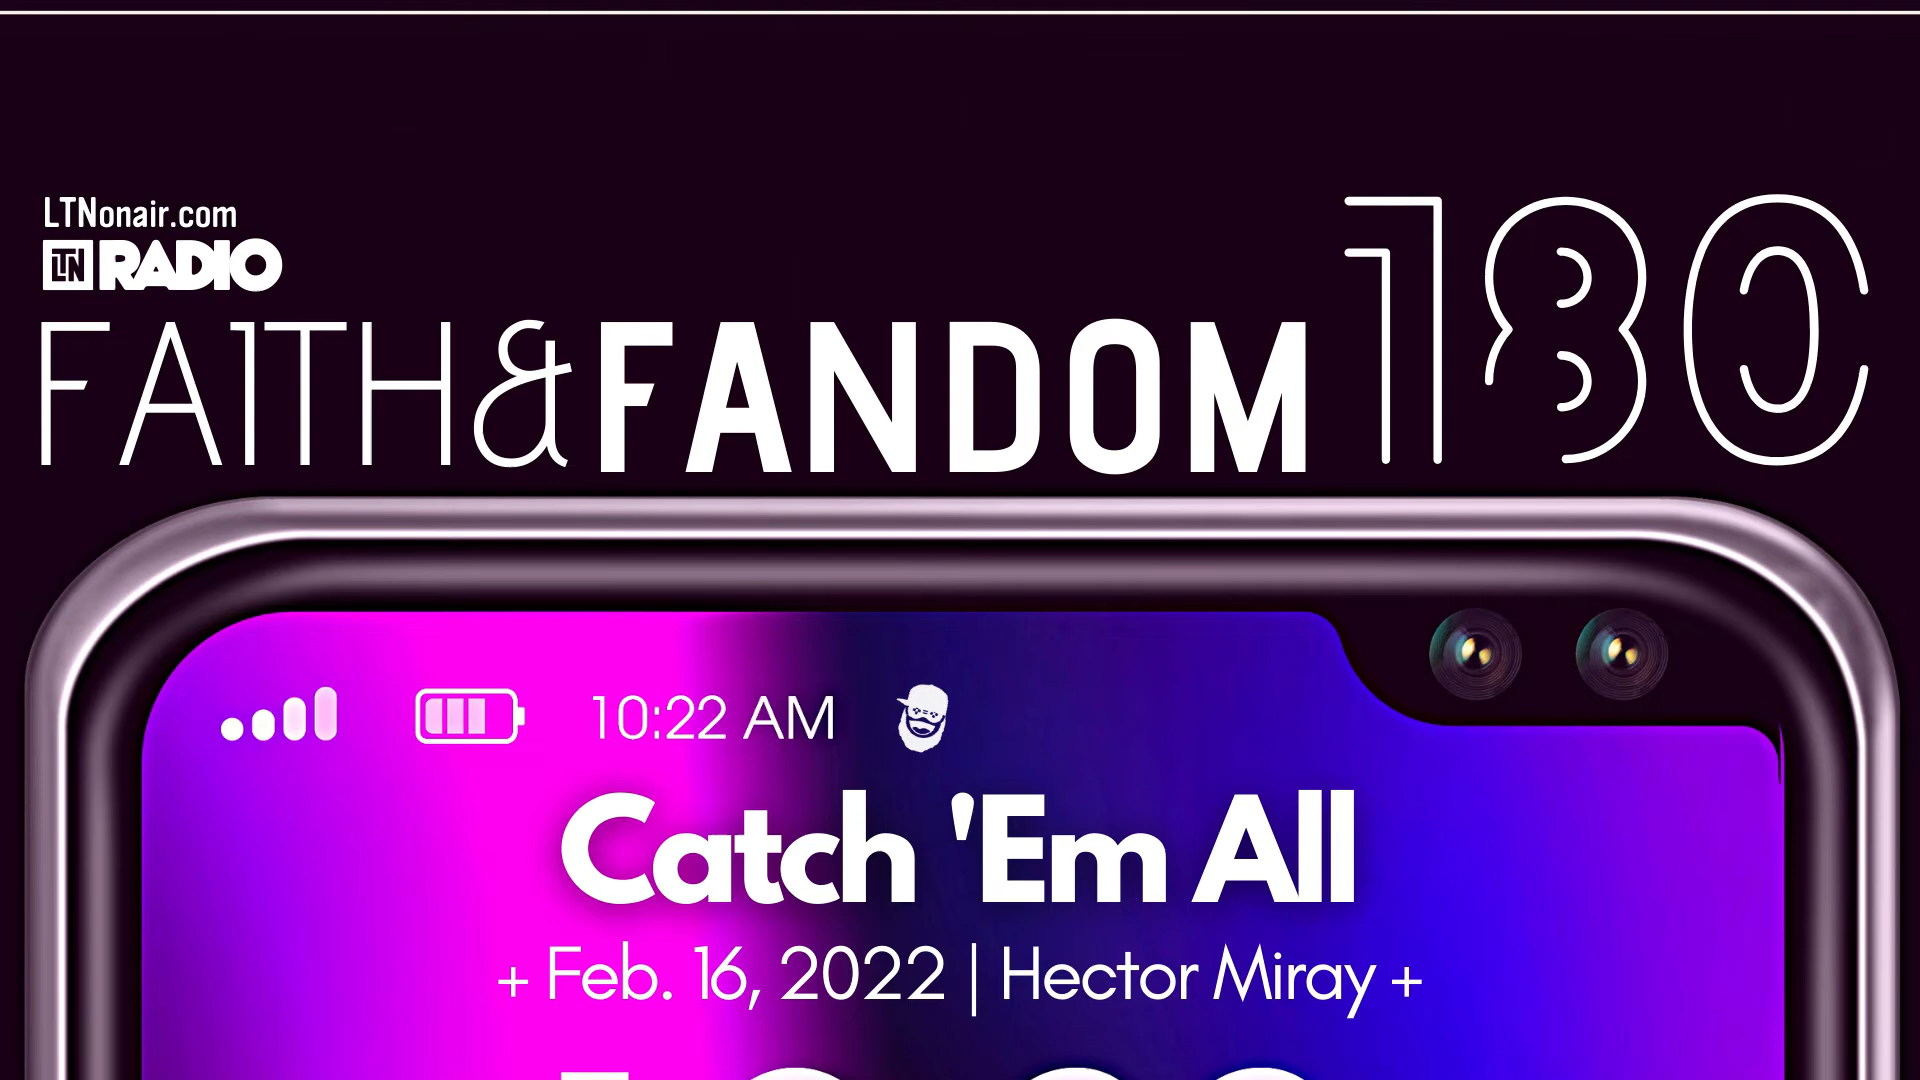 LTNonair.com
LTN RADIO
FAITH&FANDOM 180
10:22 AM
Catch 'Em All
+ Feb. 16, 2022 | Hector Miray +